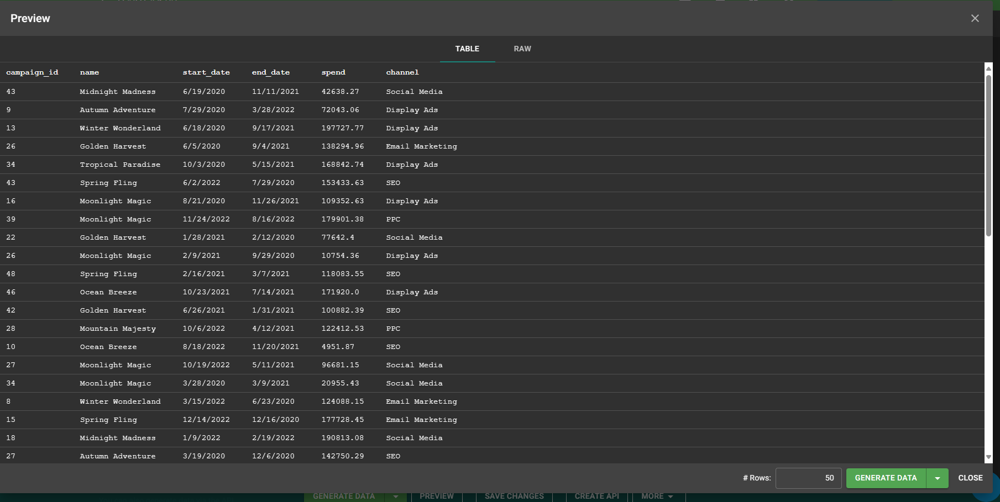 Preview
TABLE RAW
campaign_id name start_date end_date spend channel
43 Midnight Madness 6/19/2020 11/11/2021 42638.27 Social Media
9 Autumn Adventure 7/29/2020 3/28/2022 72043.06 Display Ads
13 Winter Wonderland 6/18/2020 9/17/2021 197727.77 Display Ads
26 Golden Harvest 6/5/2020 9/4/2021 138294.96 Email Marketing
34 Tropical Paradise 10/3/2020 5/15/2021 168842.74 Display Ads
43 Spring Fling 6/2/2022 7/29/2020 153433.63 SEO
16 Moonlight Magic 8/21/2020 11/26/2021 109352.63 Display Ads
39 Moonlight Magic 11/24/2022 8/16/2022 179901.38 PPC
22 Golden Harvest 1/28/2021 2/12/2020 77642.4 Social Media
26 Moonlight Magic 2/9/2021 9/29/2020 10754.36 Display Ads
48 Spring Fling 2/16/2021 3/7/2021 118083.55 SEO
46 Ocean Breeze 10/23/2021 7/14/2021 171920.0 Display Ads
42 Golden Harvest 6/26/2021 1/31/2021 100882.39 SEO
28 Mountain Majesty 10/6/2022 4/12/2021 122412.53 PPC
10 Ocean Breeze 8/18/2022 11/20/2021 4951.87 SEO
27 Moonlight Magic 10/19/2022 5/11/2021 96681.15 Social Media
34 Moonlight Magic 3/28/2020 3/9/2021 20955.43 Social Media
8 Winter Wonderland 3/15/2022 6/23/2020 124088.15 Email Marketing
15 Spring Fling 12/14/2022 12/16/2020 177728.45 Email Marketing
18 Midnight Madness 1/9/2022 2/19/2022 190813.08 Social Media
27 Autumn Adventure 3/19/2020 12/6/2020 142750.29 SEO
# Rows: 50 GENERATE DATA CLOSE
GENERATE DATA PREVIEW SAVE CHANGES CREATE API MORE